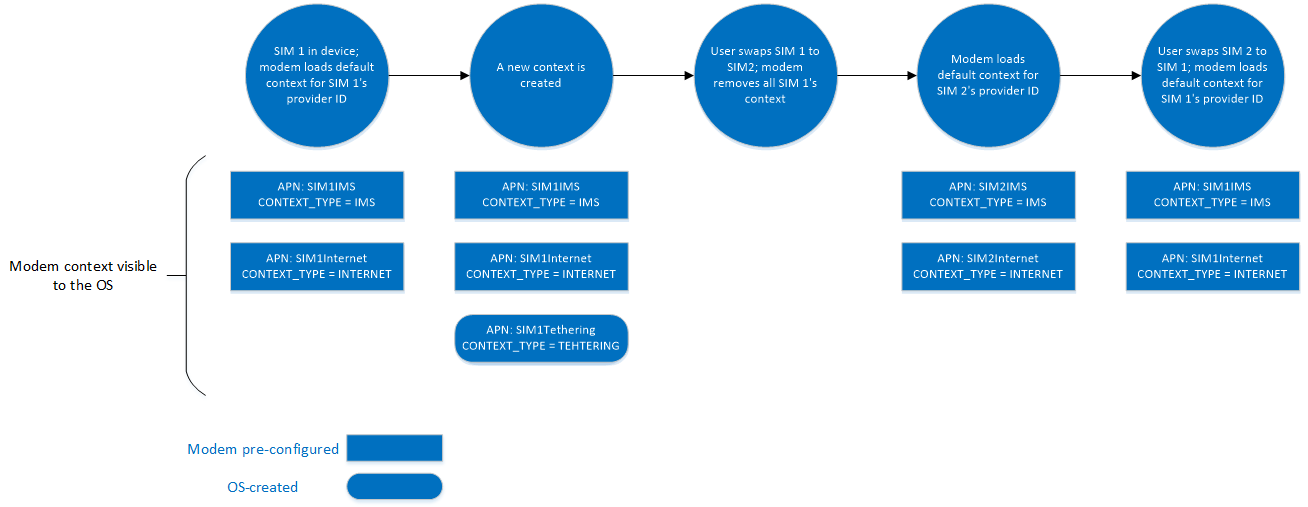 SIM 1 in device;
modem loads default
context for SIM 1's
provider ID
A new context is
created
User swaps SIM 1 to
SIM2; modem
removes all SIM 1's
context
Modem loads
default context for
SIM 2's provider ID
User swaps SIM 2 to
SIM 1; modem loads
default context for
SIM 1's provider ID
Modem context visible
to the OS
APN: SIM1IMS
CONTEXT_TYPE = IMS
APN: SIM1IMS
CONTEXT_TYPE = IMS
APN: SIM2IMS
CONTEXT_TYPE = IMS
APN: SIM1IMS
CONTEXT_TYPE = IMS
APN: SIM1Internet
CONTEXT_TYPE = INTERNET
APN: SIM1Internet
CONTEXT_TYPE = INTERNET
APN: SIM2Internet
CONTEXT_TYPE = INTERNET
APN: SIM1Internet
CONTEXT_TYPE = INTERNET
APN: SIM1Tethering
CONTEXT_TYPE = TEHTERING
Modem pre-configured
OS-created